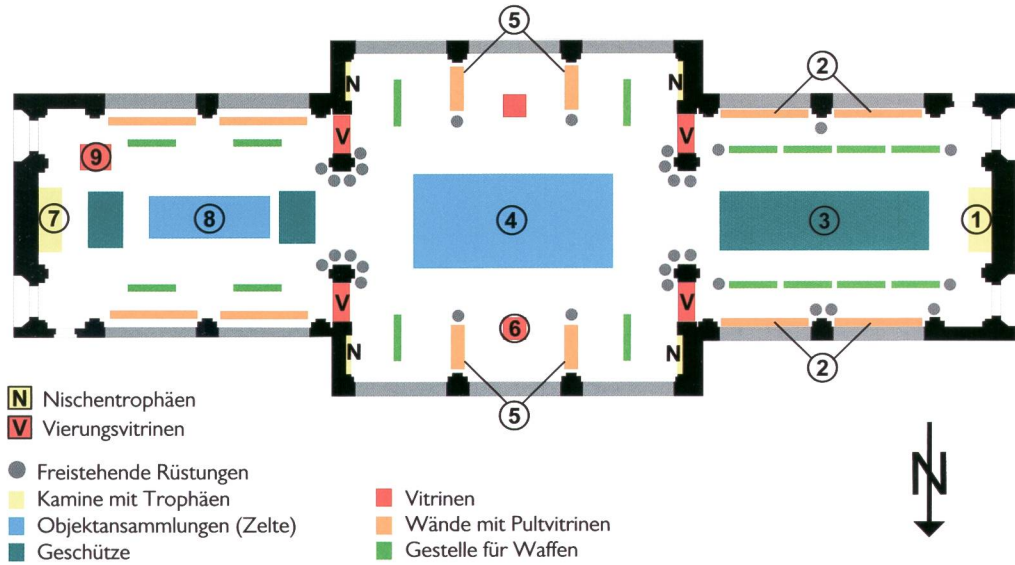 5
2
N
N
V
V
9
7
8
4
3
1
V
V
6
N
N
2
5
N Nischentrophäen
V Vierungsvitrinen
Freistehende Rüstungen
Kamine mit Trophäen
Objektansammlungen (Zelte)
Geschütze
Vitrinen
Wände mit Pultvitrinen
Gestelle für Waffen
N